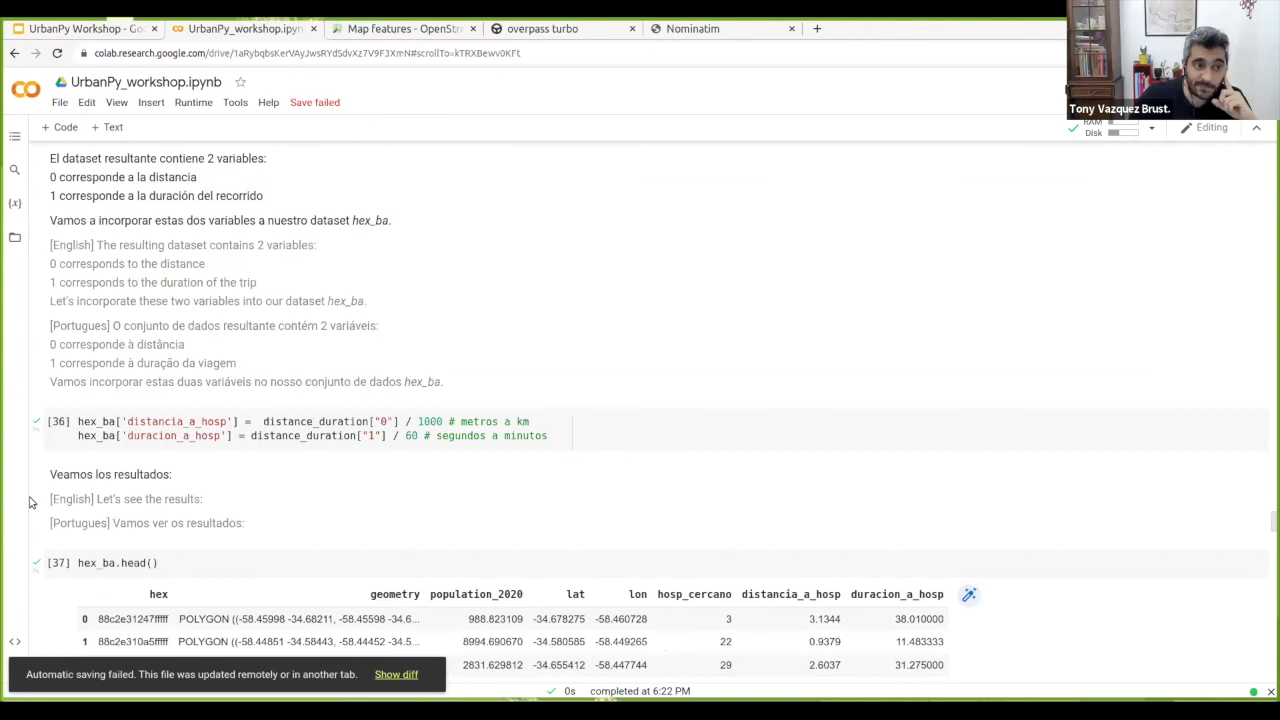 UrbanPy Workshop - Go
UrbanPy_workshop.ipyn
Map features - OpenStre
overpass turbo
Nominatim
colab.research.google.com/drive/1aRybqbsKerVAyJwsRYdSdvXz7V9F3XmN#scrollTo=kTRXBewv0KFt
UrbanPy_workshop.ipynb
File Edit View Insert Runtime Tools Help Save failed
Tony Vazquez Brust.
+ Code + Text
RAM
Disk
Editing
El dataset resultante contiene 2 variables:
0 corresponde a la distancia
1 corresponde a la duración del recorrido
Vamos a incorporar estas dos variables a nuestro dataset hex_ba.
[English] The resulting dataset contains 2 variables:
0 corresponds to the distance
1 corresponds to the duration of the trip
Let's incorporate these two variables into our dataset hex_ba.
[Portugues] O conjunto de dados resultante contém 2 variáveis:
0 corresponde à distância
1 corresponde à duração da viagem
Vamos incorporar estas duas variáveis no nosso conjunto de dados hex_ba.
[36] hex_ba['distancia_a_hosp'] = distance_duration["0"] / 1000 # metros a km
hex_ba['duracion_a_hosp'] = distance_duration["1"] / 60 # segundos a minutos
Veamos los resultados:
[English] Let's see the results:
[Portugues] Vamos ver os resultados:
[37] hex_ba.head()
hex geometry population_2020 lat lon hosp_cercano distancia_a_hosp duracion_a_hosp
0 88c2e31247fffff POLYGON ((-58.45998 -34.68211, -58.45598 -34.6... 988.823109 -34.678275 -58.460728 3 3.1344 38.010000
1 88c2e310a5fffff POLYGON ((-58.44851 -34.58443, -58.44452 -34.5... 8994.690670 -34.580585 -58.449265 22 0.9379 11.483333
2831.629812 -34.655412 -58.447744 29 2.6037 31.275000
Automatic saving failed. This file was updated remotely or in another tab. Show diff
0s completed at 6:22 PM